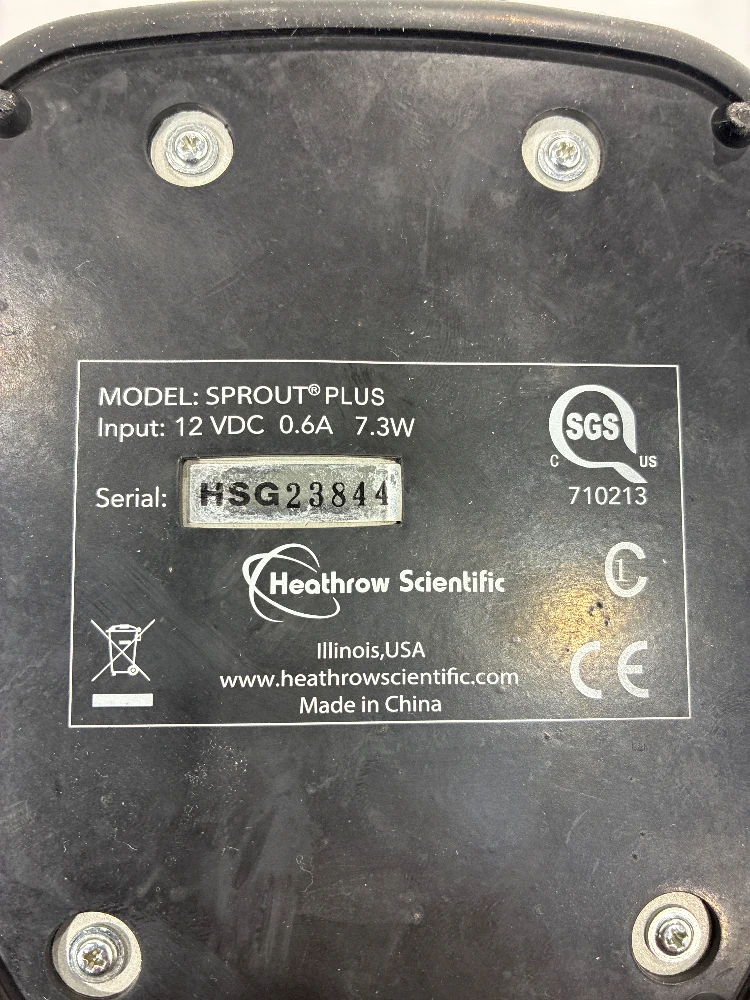 MODEL: SPROUT® PLUS
Input: 12 VDC 0.6A 7.3W
SGS
C US
710213
Serial: HSG23844
Heathrow Scientific
Illinois,USA
www.heathrowscientific.com
Made in China
CE